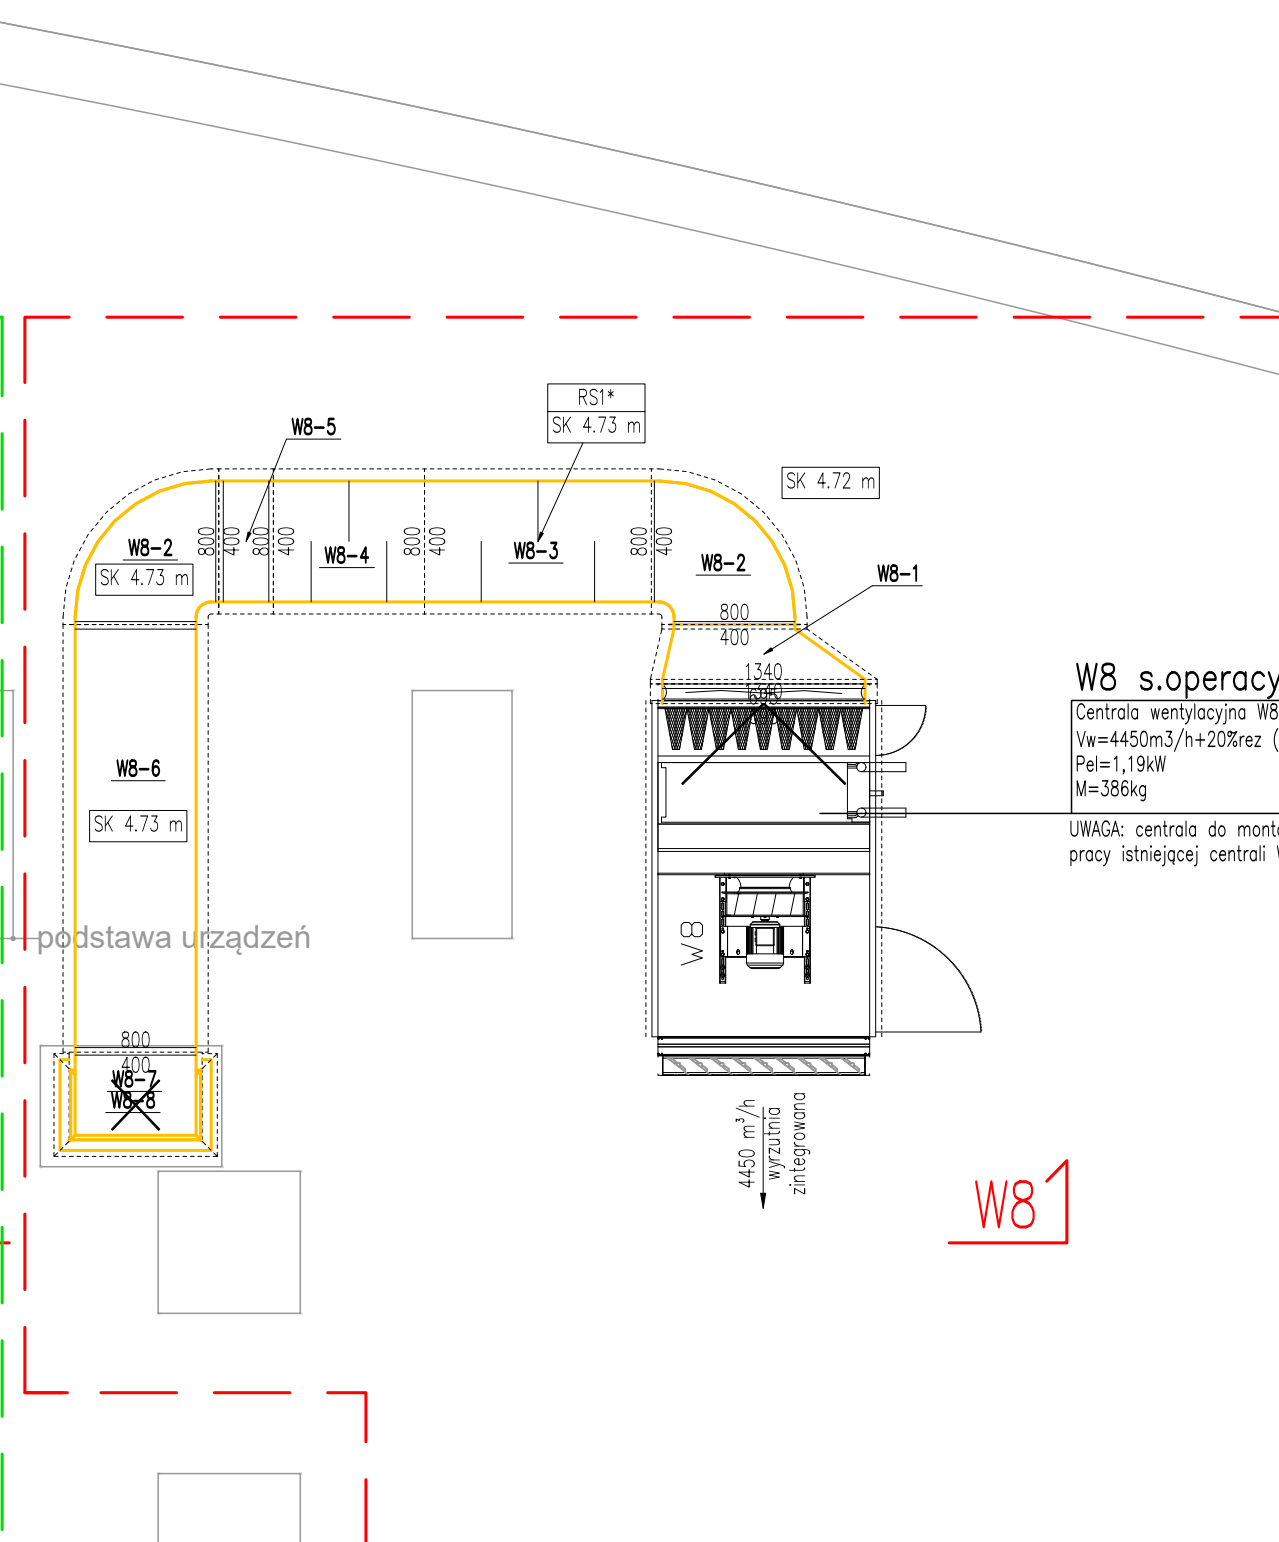 RS1*
SK 4.73 m
W8-5
SK 4.72 m
W8-2
SK 4.73 m
800
400
800
400
W8-4
800
400
W8-3
800
400
W8-2
W8-1
800
400
1340
W8 s.operacy
Centrala wentylacyjna W8
Vw=4450m3/h+20%rez (
Pel=1,19kW
M=386kg
UWAGA: centrala do monta
pracy istniejącej centrali
W8-6
SK 4.73 m
W8
podstawa urządzeń
800
400
W8-7
W8-8
4450 m³/h
wyrzutnia
zintegrowana
W8